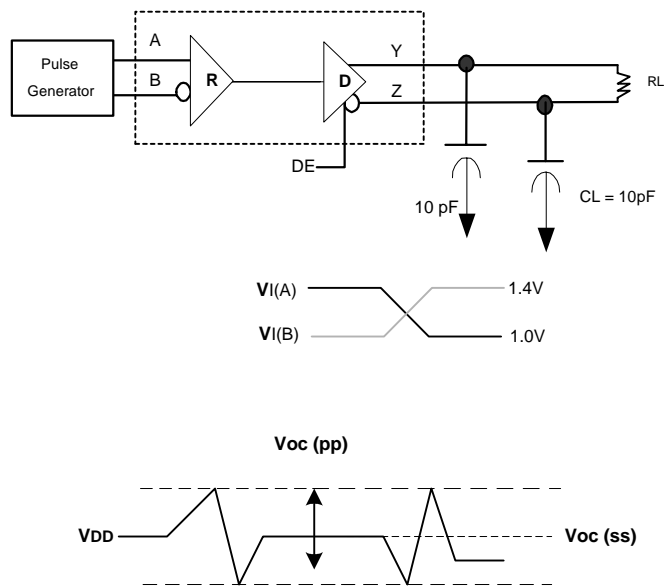 Pulse
Generator
A
B
R
D
Y
Z
DE
RL
10 pF
CL = 10pF
VI(A)
VI(B)
1.4V
1.0V
Voc (pp)
VDD
Voc (ss)